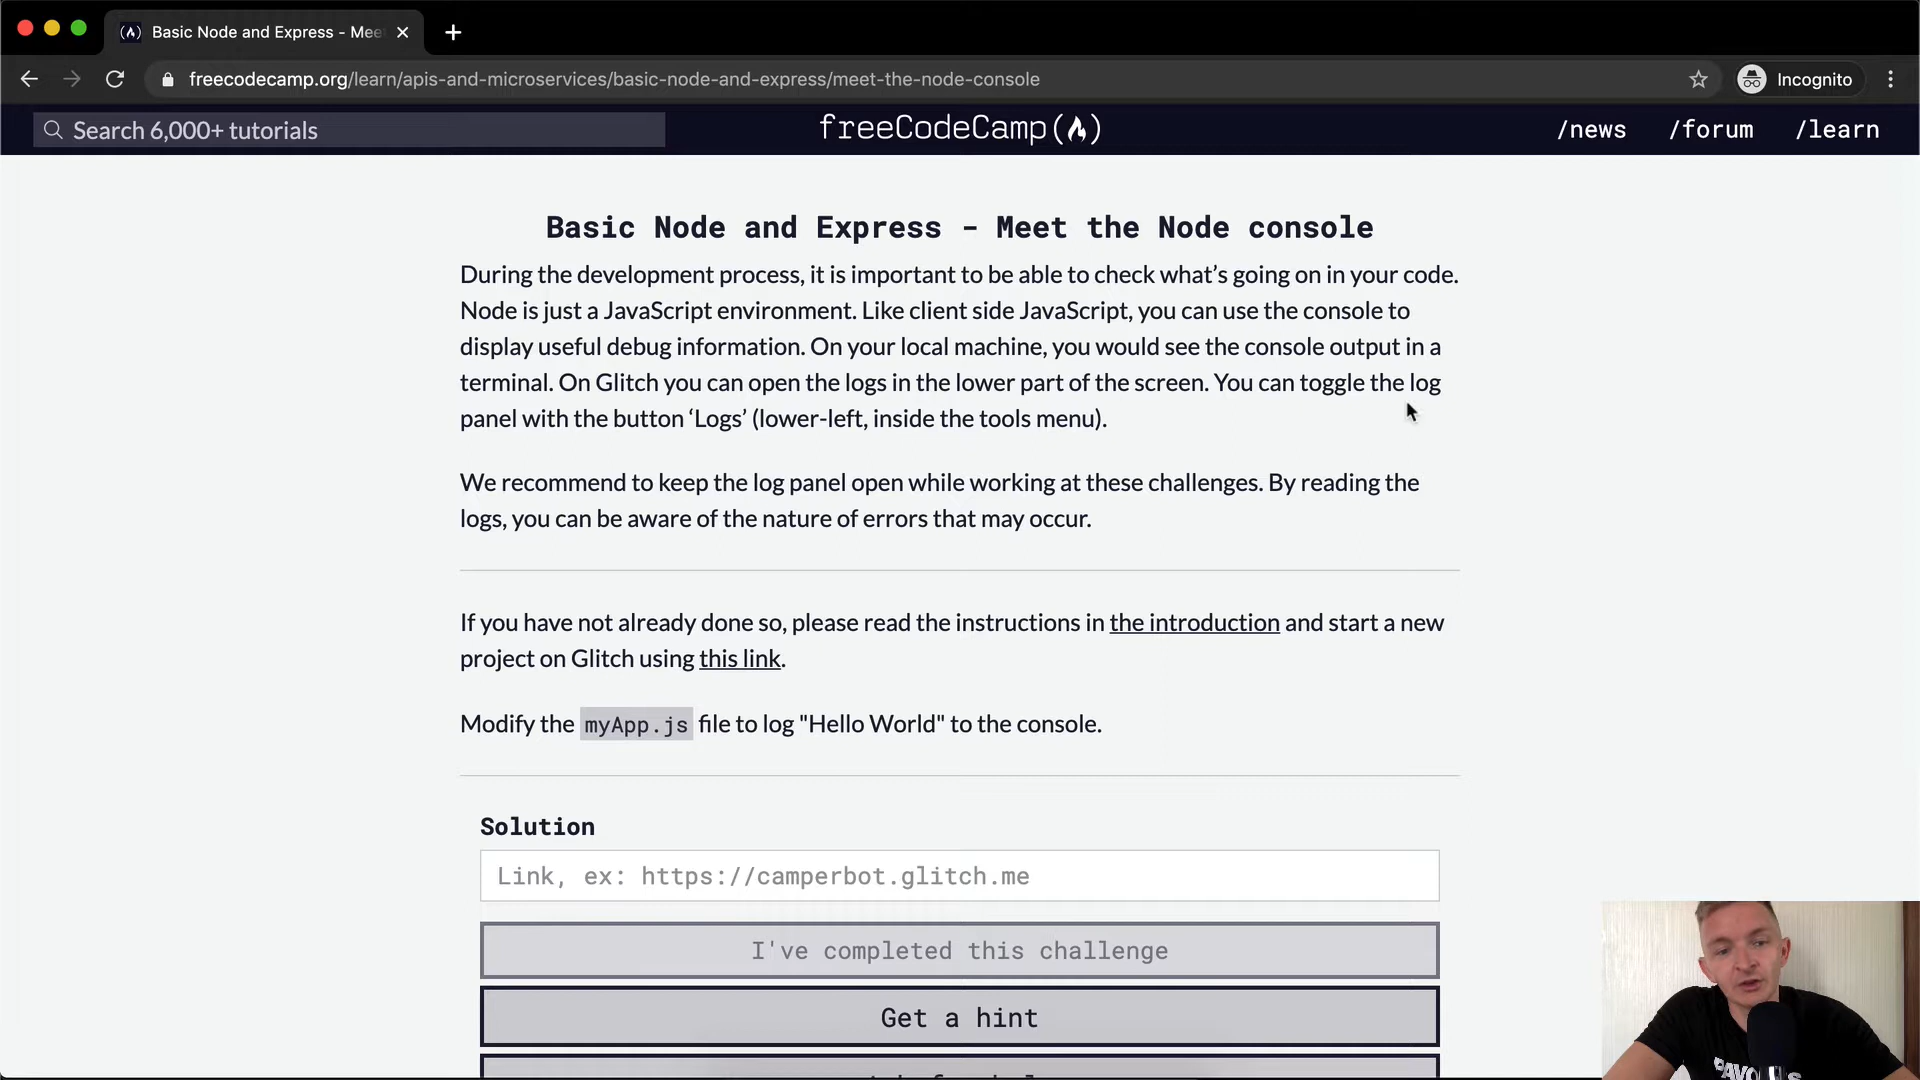 Basic Node and Express - Mee
freecodecamp.org/learn/apis-and-microservices/basic-node-and-express/meet-the-node-console
Incognito
Search 6,000+ tutorials
freeCodeCamp
/news
/forum
/learn
Basic Node and Express - Meet the Node console
During the development process, it is important to be able to check what’s going on in your code.
Node is just a JavaScript environment. Like client side JavaScript, you can use the console to
display useful debug information. On your local machine, you would see the console output in a
terminal. On Glitch you can open the logs in the lower part of the screen. You can toggle the log
panel with the button ‘Logs’ (lower-left, inside the tools menu).
We recommend to keep the log panel open while working at these challenges. By reading the
logs, you can be aware of the nature of errors that may occur.
If you have not already done so, please read the instructions in the introduction and start a new
project on Glitch using this link.
Modify the myApp.js file to log "Hello World" to the console.
Solution
Link, ex: https://camperbot.glitch.me
I've completed this challenge
Get a hint